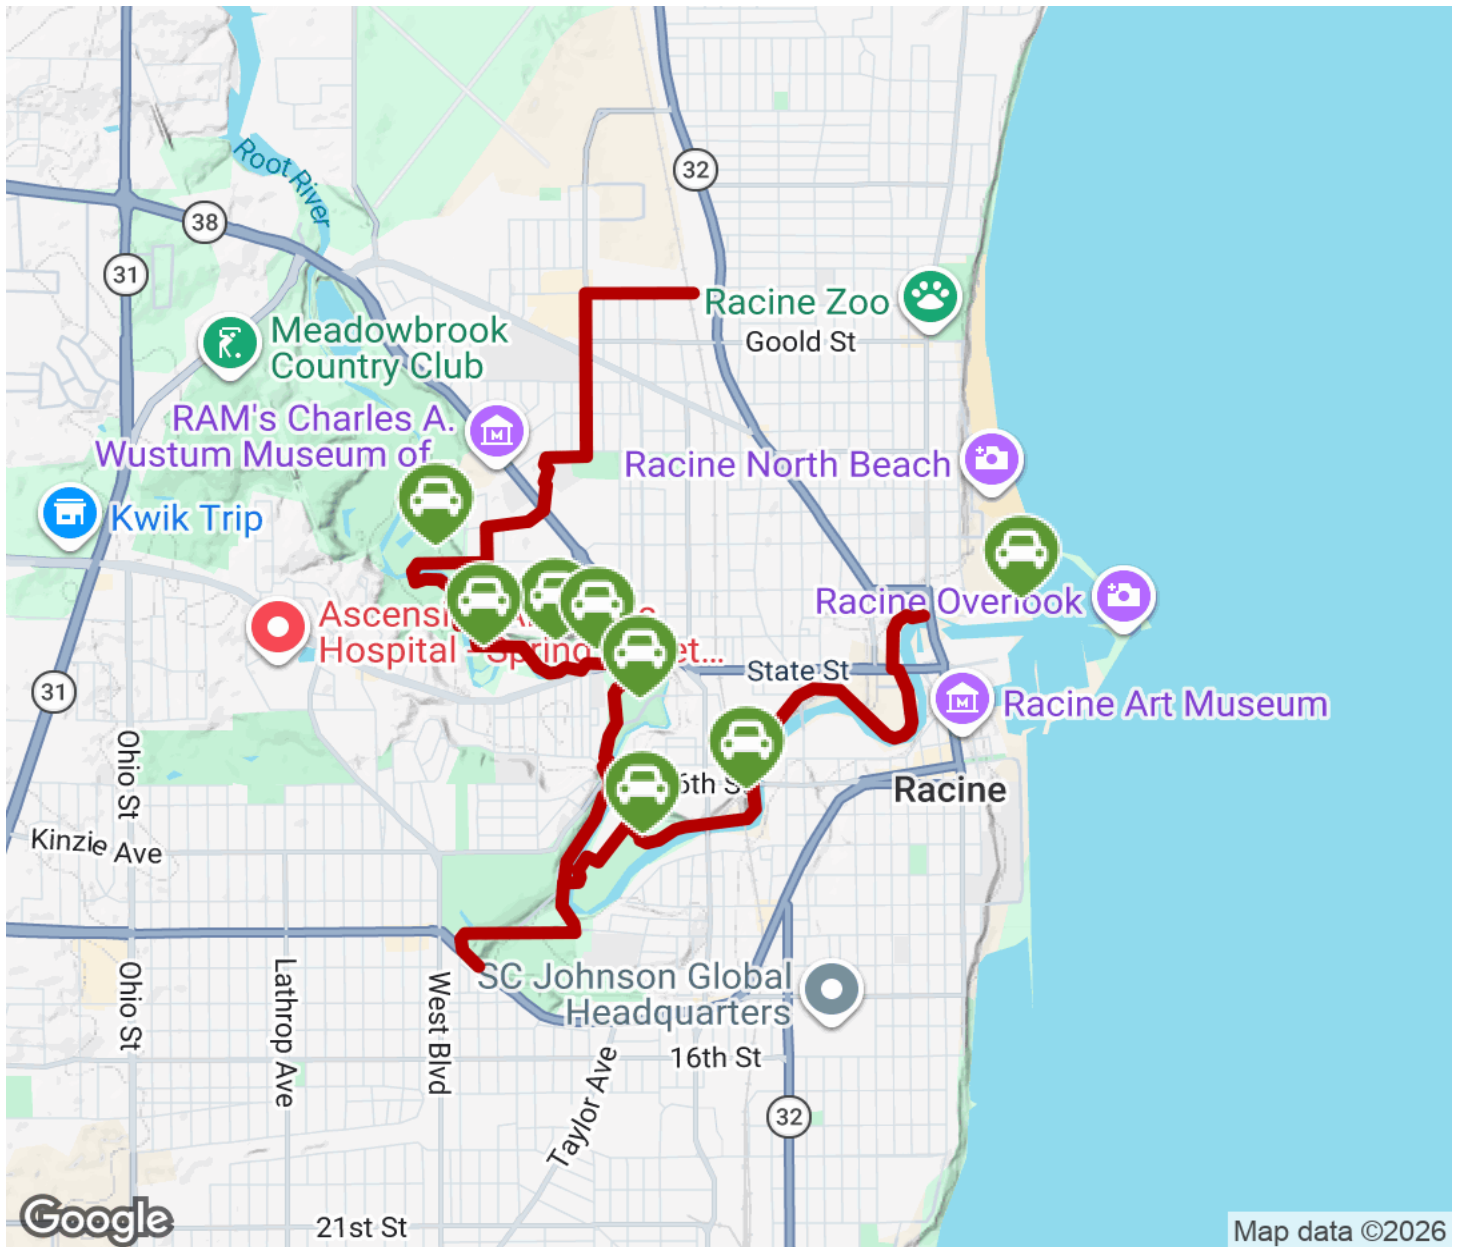 Root River
32
38
31
Racine Zoo
Meadowbrook
Country Club
Goold St
RAM's Charles A.
Wustum Museum of
Racine North Beach
Kwik Trip
Racine Overlook
Hospital
State St
31
Racine Art Museum
Ohio St
6th St
Racine
Kinzie Ave
Ohio St
Lathrop Ave
West Blvd
SC Johnson Global
Headquarters
16th St
Taylor Ave
32
21st St
Google
Map data ©2026